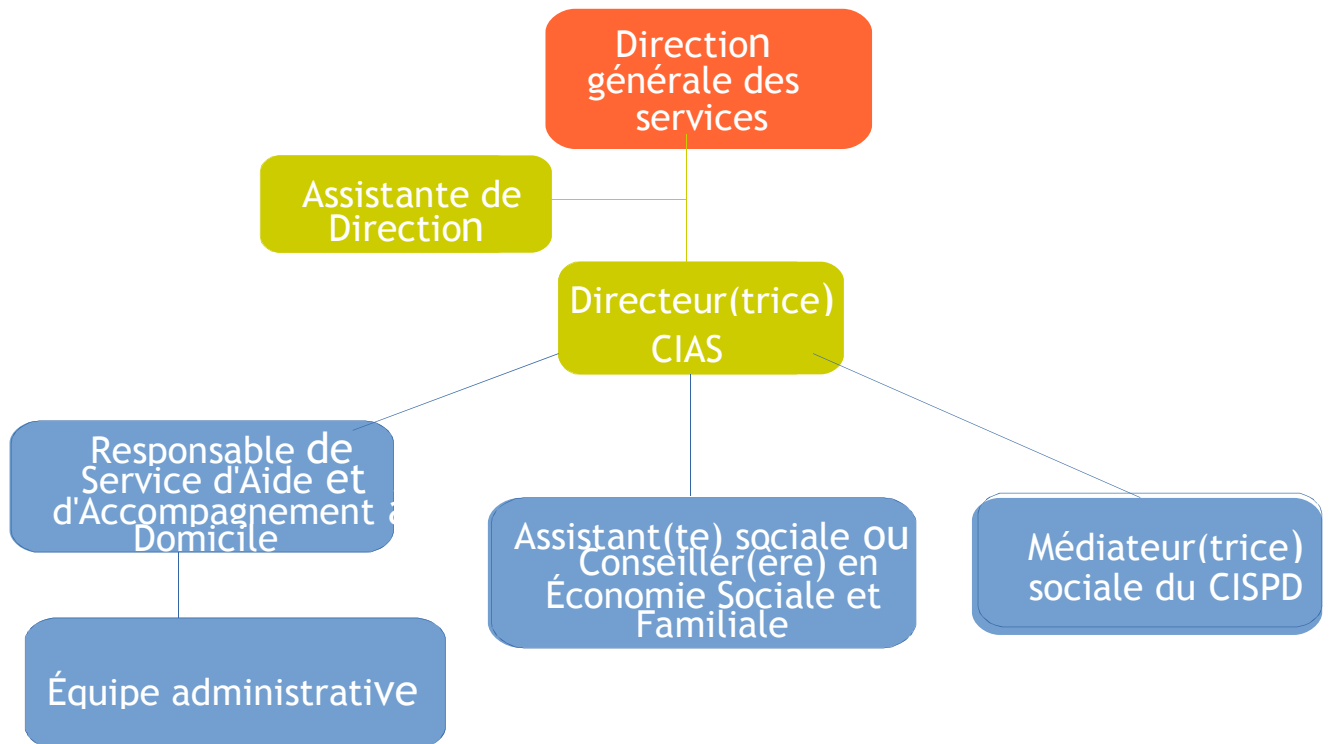 Direction
générale des
services
Assistante de
Direction
Directeur(trice)
CIAS
Responsable de
Service d'Aide et
d'Accompagnement à
Domicile
Assistant(te) sociale ou
Conseiller(ère) en
Économie Sociale et
Familiale
Médiateur(trice)
sociale du CISPD
Équipe administrative